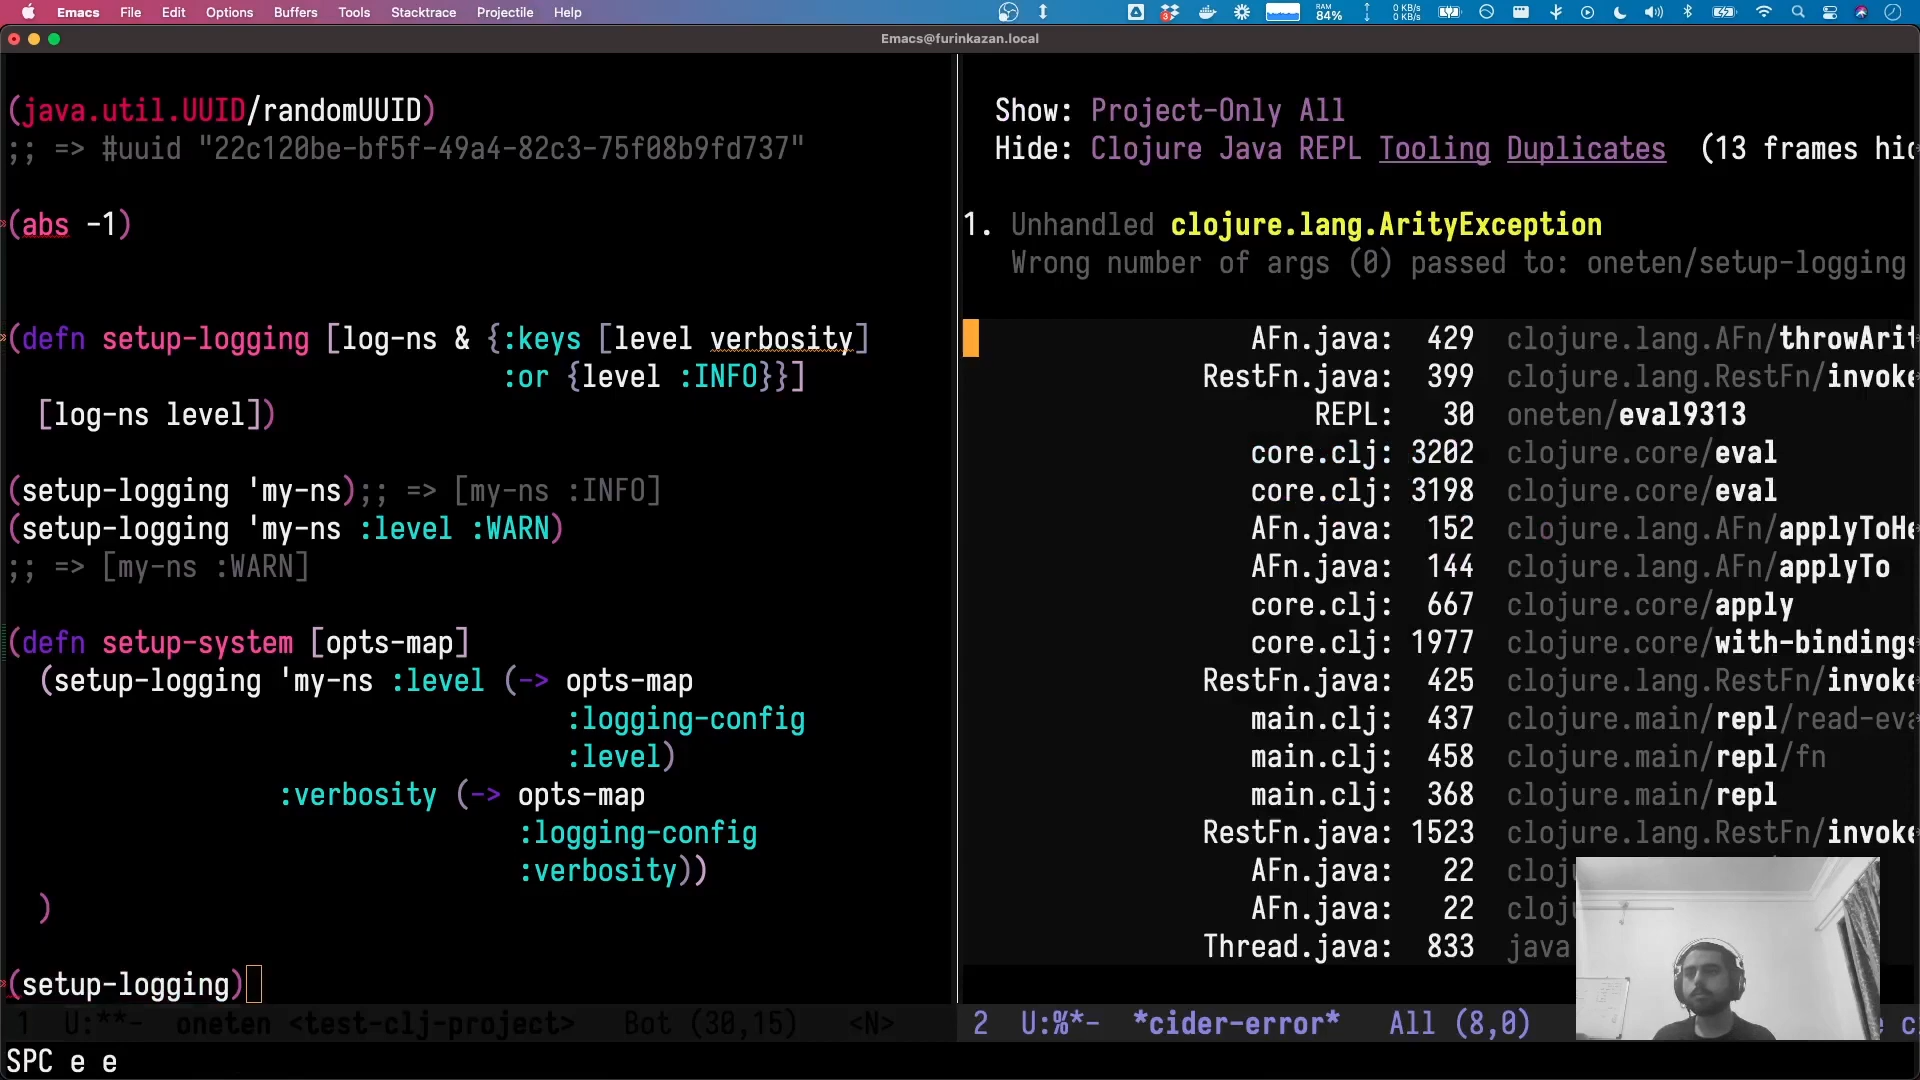 Emacs File Edit Options Buffers Tools Stacktrace Projectile Help
3 RAM 84% 0 KB/s 0 KB/s
Emacs@furinkazan.local
(java.util.UUID/randomUUID)
;; => #uuid "22c120be-bf5f-49a4-82c3-75f08b9fd737"
(abs -1)
(defn setup-logging [log-ns & {:keys [level verbosity]
:or {level :INFO}}]
[log-ns level])
(setup-logging 'my-ns);; => [my-ns :INFO]
(setup-logging 'my-ns :level :WARN)
;; => [my-ns :WARN]
(defn setup-system [opts-map]
(setup-logging 'my-ns :level (-> opts-map
:logging-config
:level)
:verbosity (-> opts-map
:logging-config
:verbosity))
)
(setup-logging)
1 U:**- oneten <test-clj-project> Bot (30,15) <N>
SPC e e
Show: Project-Only All
Hide: Clojure Java REPL Tooling Duplicates (13 frames hid
1. Unhandled clojure.lang.ArityException
Wrong number of args (0) passed to: oneten/setup-logging
AFn.java: 429 clojure.lang.AFn/throwArit
RestFn.java: 399 clojure.lang.RestFn/invoke
REPL: 30 oneten/eval9313
core.clj: 3202 clojure.core/eval
core.clj: 3198 clojure.core/eval
AFn.java: 152 clojure.lang.AFn/applyToHe
AFn.java: 144 clojure.lang.AFn/applyTo
core.clj: 667 clojure.core/apply
core.clj: 1977 clojure.core/with-bindings
RestFn.java: 425 clojure.lang.RestFn/invoke
main.clj: 437 clojure.main/repl/read-eva
main.clj: 458 clojure.main/repl/fn
main.clj: 368 clojure.main/repl
RestFn.java: 1523 clojure.lang.RestFn/invoke
AFn.java: 22 cloju
AFn.java: 22 cloju
Thread.java: 833 java
2 U:%*- *cider-error* All (8,0)